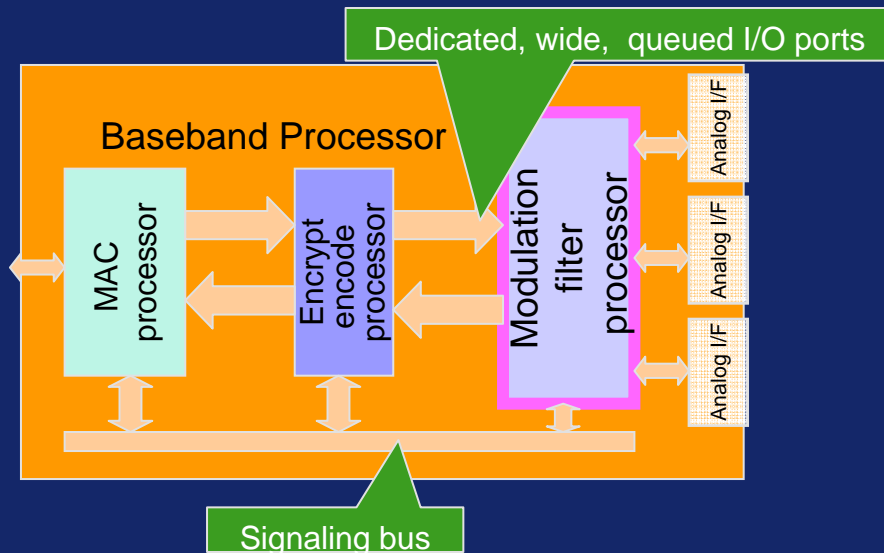 Dedicated, wide, queued I/O ports
Baseband Processor
MAC
processor
Encrypt
encode
processor
Modulation
filter
processor
Analog I/F
Analog I/F
Analog I/F
Signaling bus